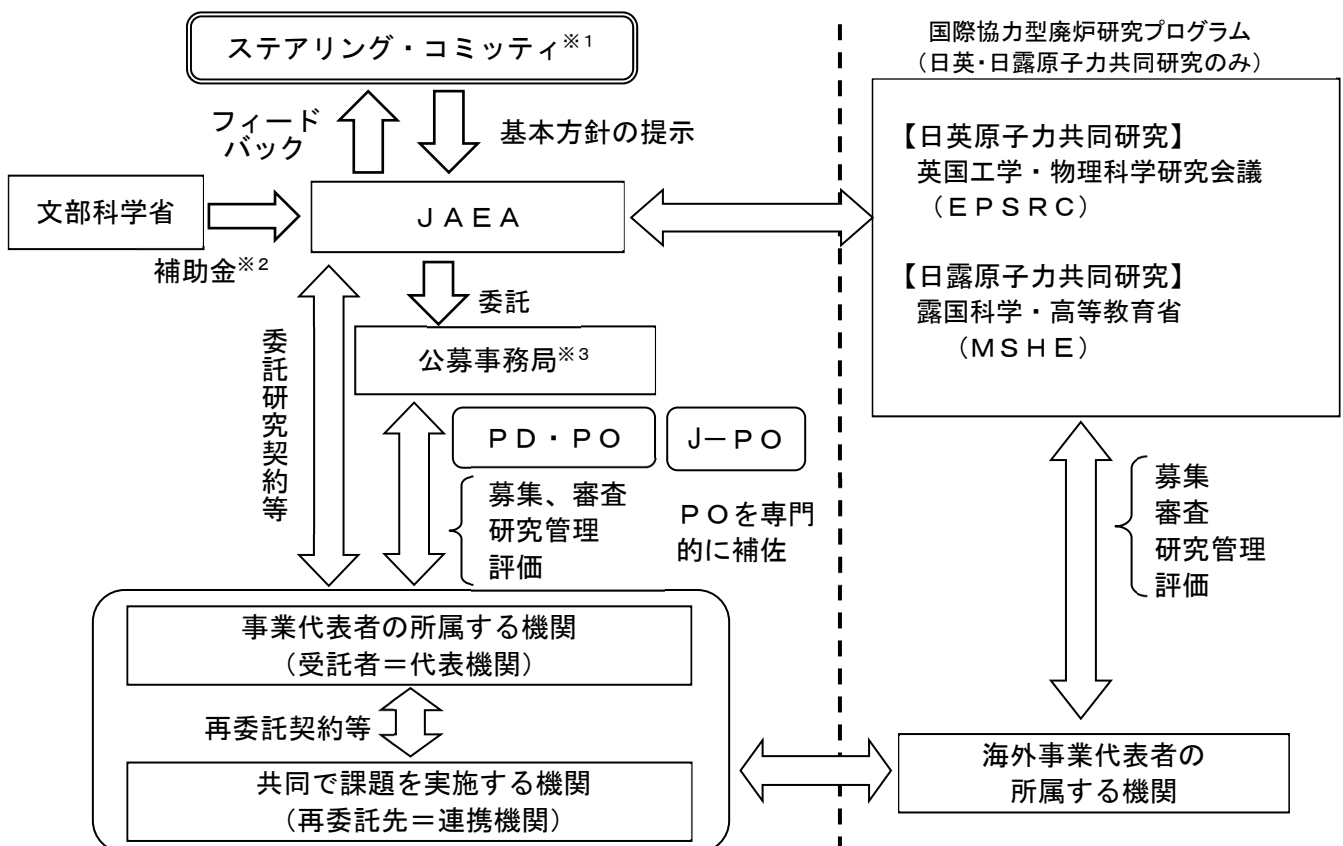 ステアリング・コミッティ※1
フィード
バック
基本方針の提示
文部科学省
補助金※2
JAEA
委託
公募事務局※3
委託研究契約等
PD・PO
J-PO
募集、審査
研究管理
評価
POを専門
的に補佐
事業代表者の所属する機関
(受託者=代表機関)
再委託契約等
共同で課題を実施する機関
(再委託先=連携機関)
国際協力型廃炉研究プログラム
(日英・日露原子力共同研究のみ)
【日英原子力共同研究】
英国工学・物理科学研究会議
(EPSRC)
【日露原子力共同研究】
露国科学・高等教育省
(MSHE)
募集
審査
研究管理
評価
海外事業代表者の
所属する機関